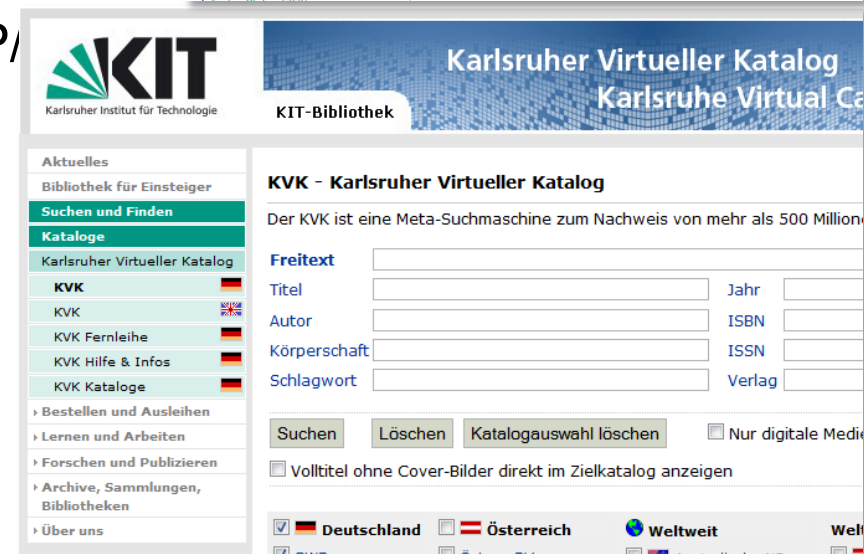 P/
KIT
Karlsruher Institut für Technologie
KIT-Bibliothek
Karlsruher Virtueller Katalog
Karlsruhe Virtual Ca
Aktuelles
Bibliothek für Einsteiger
Suchen und Finden
Kataloge
Karlsruher Virtueller Katalog
KVK
KVK
KVK Fernleihe
KVK Hilfe & Infos
KVK Kataloge
Bestellen und Ausleihen
Lernen und Arbeiten
Forschen und Publizieren
Archive, Sammlungen,
Bibliotheken
Über uns
KVK - Karlsruher Virtueller Katalog
Der KVK ist eine Meta-Suchmaschine zum Nachweis von mehr als 500 Million
Freitext
Titel Jahr
Autor ISBN
Körperschaft ISSN
Schlagwort Verlag
Suchen Löschen Katalogauswahl löschen Nur digitale Medie
Volltitel ohne Cover-Bilder direkt im Zielkatalog anzeigen
Deutschland Österreich Weltweit Welt